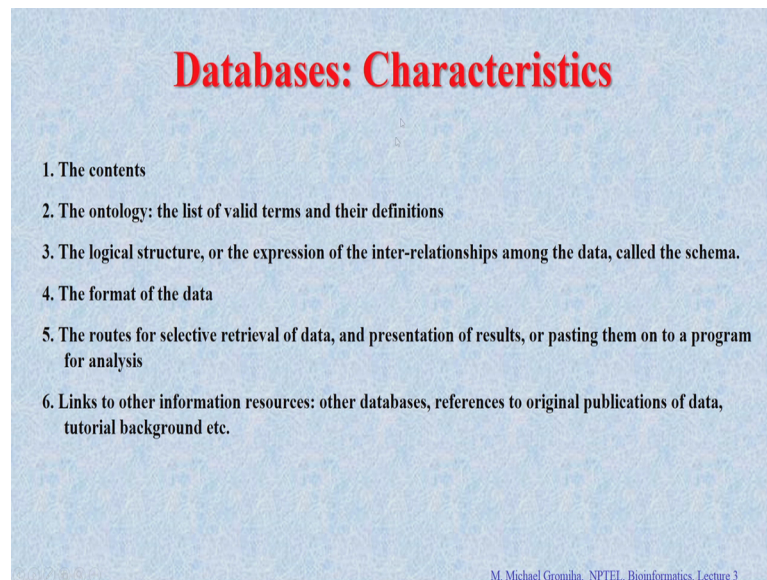 Databases: Characteristics
1. The contents
2. The ontology: the list of valid terms and their definitions
3. The logical structure, or the expression of the inter-relationships among the data, called the schema.
4. The format of the data
5. The routes for selective retrieval of data, and presentation of results, or pasting them on to a program
for analysis
6. Links to other information resources: other databases, references to original publications of data,
tutorial background etc.
M. Michael Gromiha, NPTEL, Bioinformatics, Lecture 3